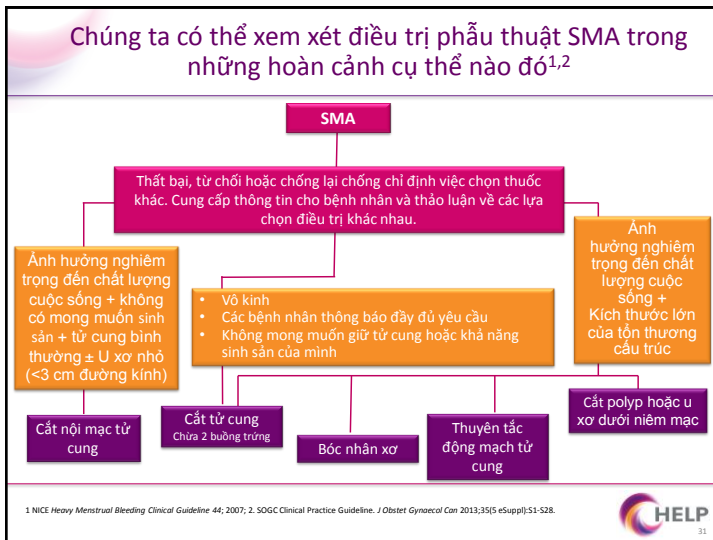 Chúng ta có thể xem xét điều trị phẫu thuật SMA trong
những hoàn cảnh cụ thể nào đó1,2
SMA
Thất bại, từ chối hoặc chống lại chống chỉ định việc chọn thuốc
khác. Cung cấp thông tin cho bệnh nhân và thảo luận về các lựa
chọn điều trị khác nhau.
Ảnh hưởng nghiêm
trọng đến chất lượng
cuộc sống + không
có mong muốn sinh
sản + tử cung bình
thường ± U xơ nhỏ
(<3 cm đường kính)
• Vô kinh
• Các bệnh nhân thông báo đầy đủ yêu cầu
• Không mong muốn giữ tử cung hoặc khả năng
sinh sản của mình
Ảnh
hưởng nghiêm
trọng đến chất
lượng cuộc
sống +
Kích thước lớn
của tổn thương
cấu trúc
Cắt nội mạc tử
cung
Cắt tử cung
Chừa 2 buồng trứng
Bóc nhân xơ
Thuyên tắc
động mạch tử
cung
Cắt polyp hoặc u
xơ dưới niêm mạc
1 NICE Heavy Menstrual Bleeding Clinical Guideline 44; 2007; 2. SOGC Clinical Practice Guideline. J Obstet Gynaecol Can 2013;35(5 eSuppl):S1-S28.
HELP
31